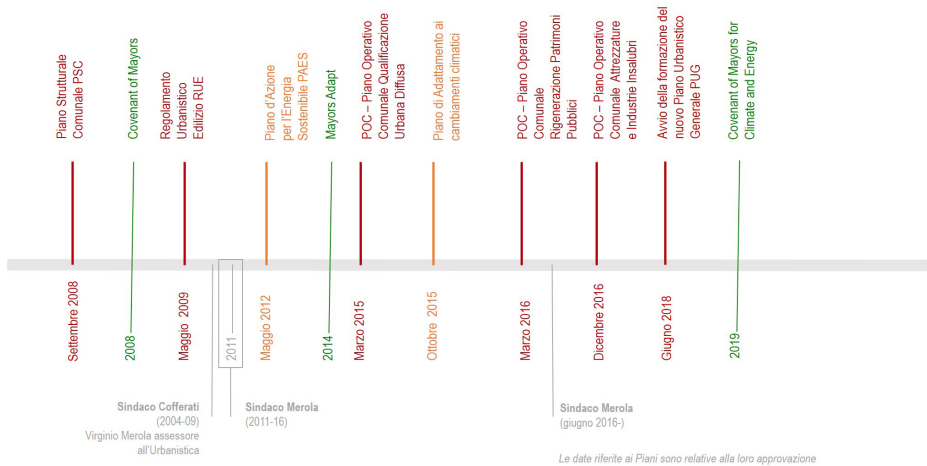 Piano Strutturale
Comunale PSC
Covenant of Mayors
Regolamento
Urbanistico
Edilizio RUE
Piano d'Azione
per l'Energia
Sostenibile PAES
Mayors Adapt
POC – Piano Operativo
Comunale Qualificazione
Urbana Diffusa
Piano di Adattamento ai
cambiamenti climatici
POC – Piano Operativo
Comunale
Rigenerazione Patrimoni
Pubblici
POC – Piano Operativo
Comunale Attrezzature
e Industrie Insalubri
Avvio della formazione del
nuovo Piano Urbanistico
Generale PUG
Covenant of Mayors for
Climate and Energy
Settembre 2008
2008
Maggio 2009
2011
Maggio 2012
2014
Marzo 2015
Ottobre 2015
Marzo 2016
Dicembre 2016
Giugno 2018
2019
Sindaco Cofferati
(2004-09)
Virginio Merola assessore
all'Urbanistica
Sindaco Merola
(2011-16)
Sindaco Merola
(giugno 2016-)
Le date riferite ai Piani sono relative alla loro approvazione